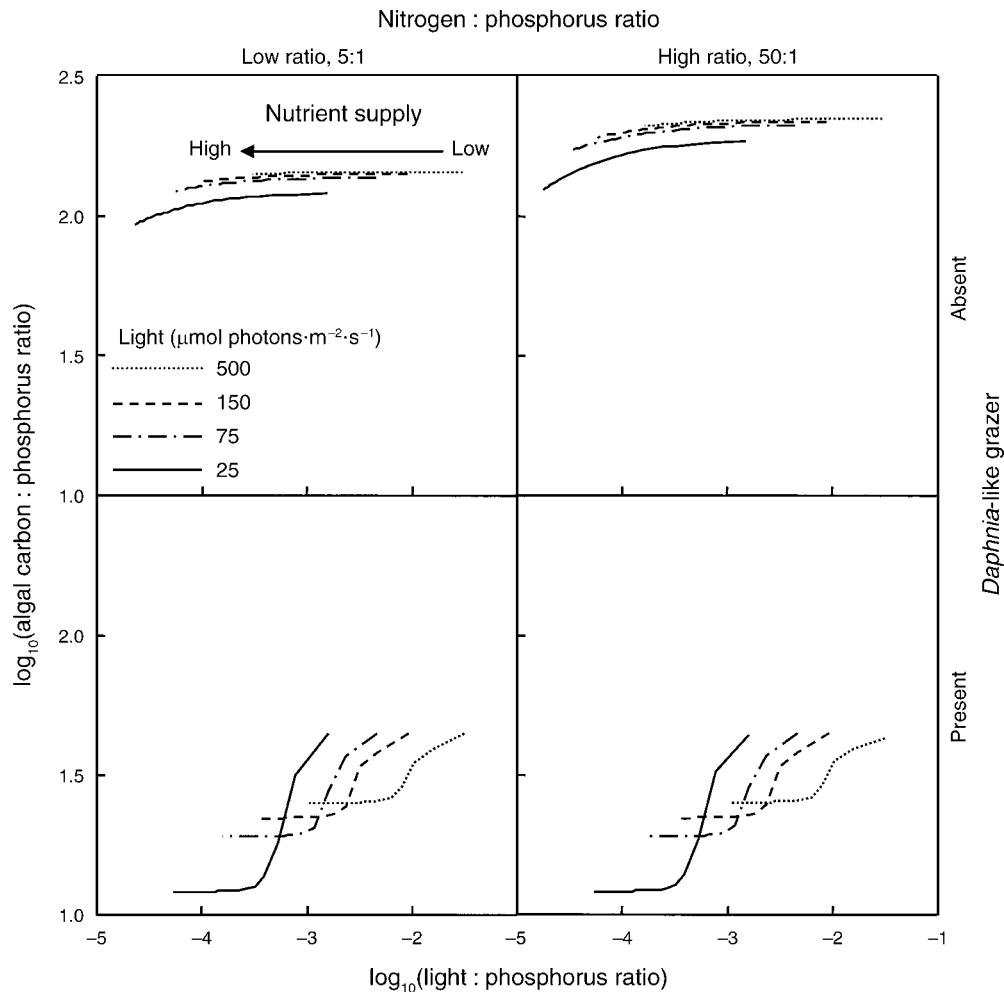 Nitrogen : phosphorus ratio
Low ratio, 5:1
High ratio, 50:1
2.5
Nutrient supply
High
Low
2.0
1.5
Light (μmol photons·m⁻²·s⁻¹)
500
150
75
25
1.0
Absent
log₁₀(algal carbon : phosphorus ratio)
Daphnia-like grazer
2.0
1.5
1.0
Present
–5
–4
–3
–2
–5
–4
–3
–2
–1
log₁₀(light : phosphorus ratio)